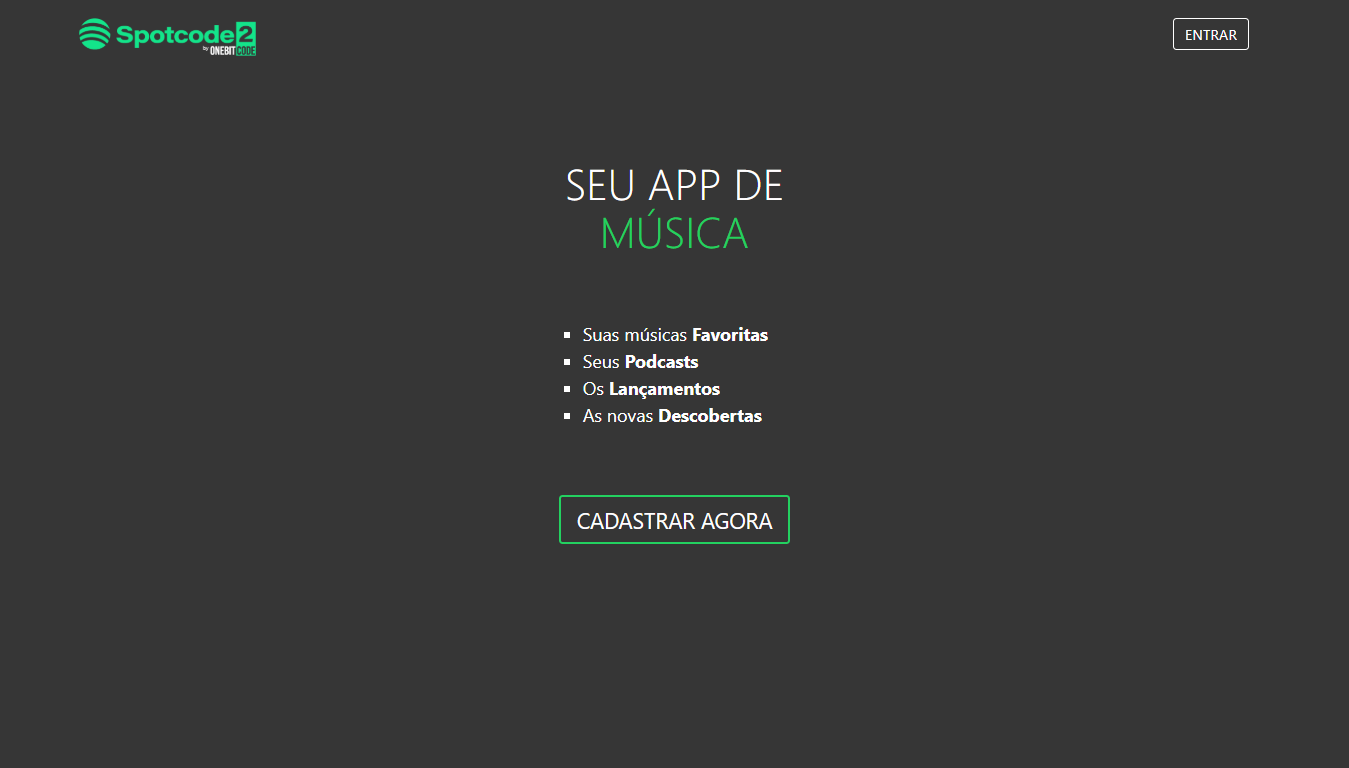 Spotcode2
by ONEBITCODE
ENTRAR
SEU APP DE
MÚSICA
Suas músicas Favoritas
Seus Podcasts
Os Lançamentos
As novas Descobertas
CADASTRAR AGORA